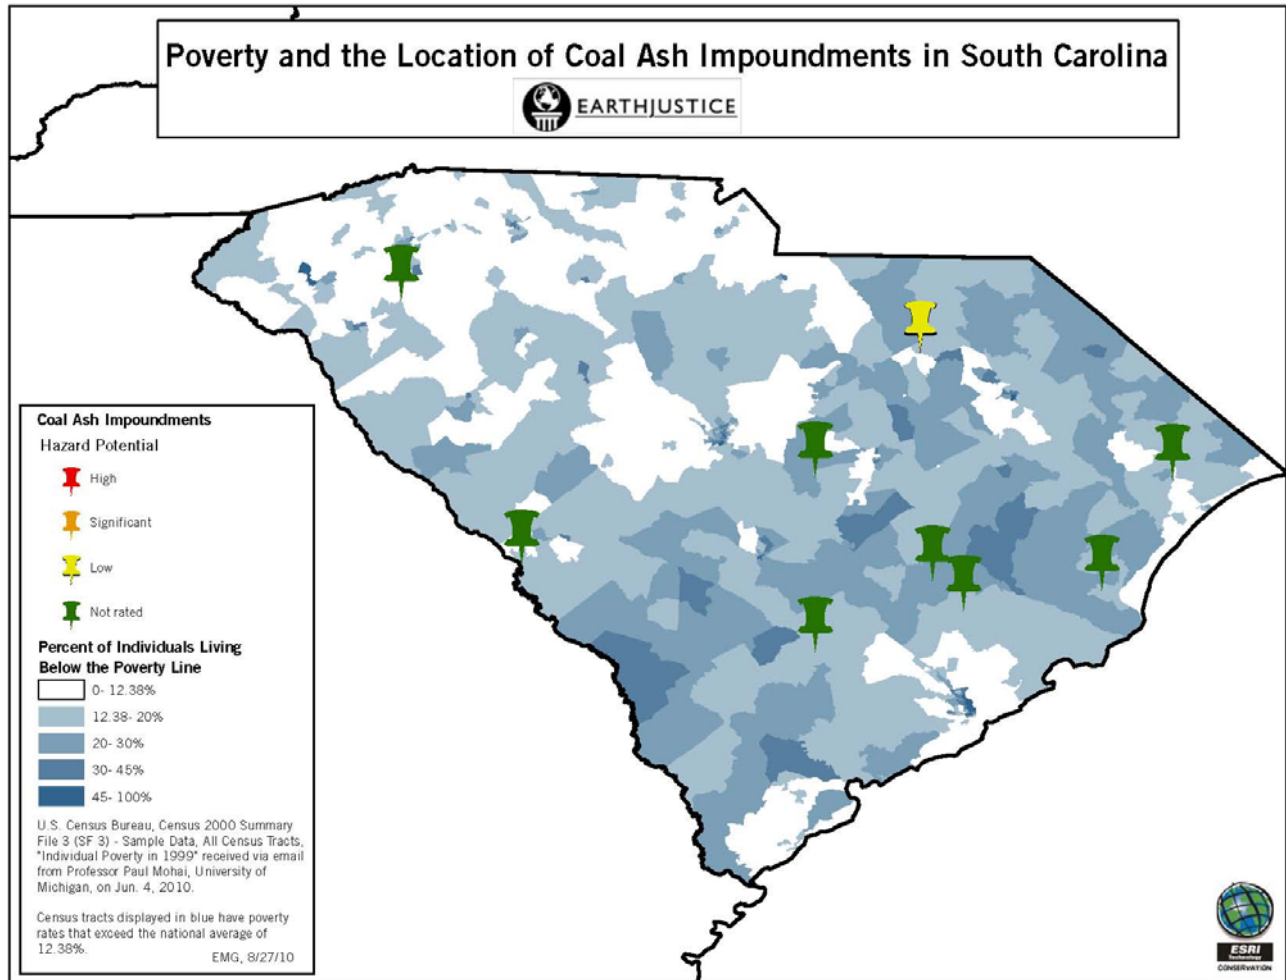 Poverty and the Location of Coal Ash Impoundments in South Carolina
EARTHJUSTICE
Coal Ash Impoundments
Hazard Potential
High
Significant
Low
Not rated
Percent of Individuals Living
Below the Poverty Line
0- 12.38%
12.38- 20%
20- 30%
30- 45%
45- 100%
U.S. Census Bureau, Census 2000 Summary
File 3 (SF 3) - Sample Data, All Census Tracts,
"Individual Poverty in 1999" received via email
from Professor Paul Mohai, University of
Michigan, on Jun. 4, 2010.
Census tracts displayed in blue have poverty
rates that exceed the national average of
12.38%.
EMG, 8/27/10
ESRI
Technology
CONSERVATION